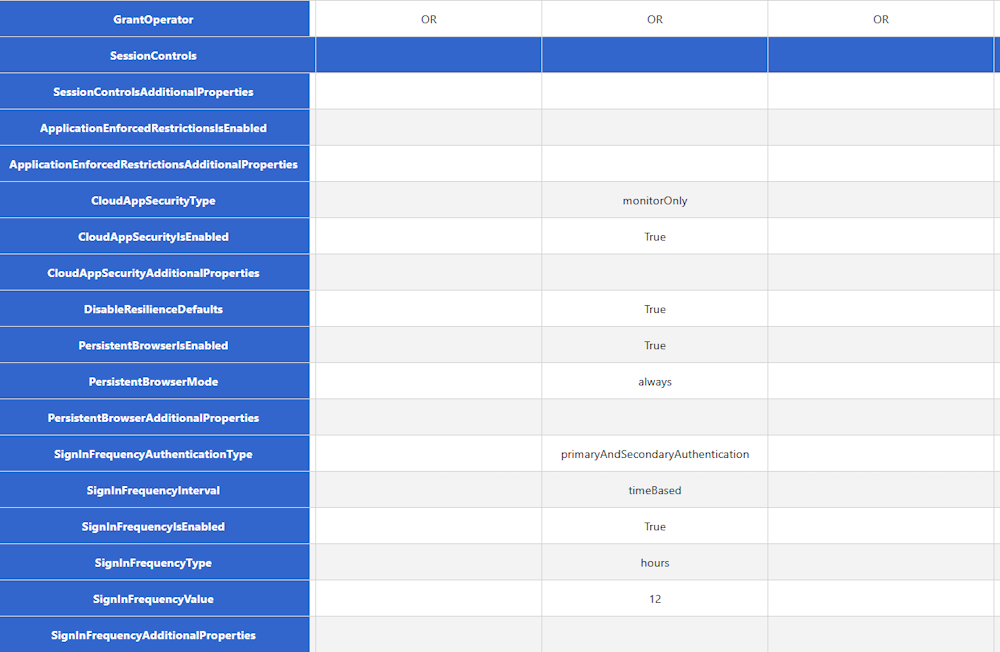 GrantOperator OR OR OR
SessionControls
SessionControlsAdditionalProperties
ApplicationEnforcedRestrictionsIsEnabled
ApplicationEnforcedRestrictionsAdditionalProperties
CloudAppSecurityType monitorOnly
CloudAppSecurityIsEnabled True
CloudAppSecurityAdditionalProperties
DisableResilienceDefaults True
PersistentBrowserIsEnabled True
PersistentBrowserMode always
PersistentBrowserAdditionalProperties
SignInFrequencyAuthenticationType primaryAndSecondaryAuthentication
SignInFrequencyInterval timeBased
SignInFrequencyIsEnabled True
SignInFrequencyType hours
SignInFrequencyValue 12
SignInFrequencyAdditionalProperties